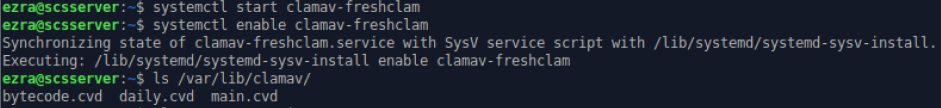 ezra@scsserver:~$ systemctl start clamav-freshclam
ezra@scsserver:~$ systemctl enable clamav-freshclam
Synchronizing state of clamav-freshclam.service with SysV service script with /lib/systemd/systemd-sysv-install.
Executing: /lib/systemd/systemd-sysv-install enable clamav-freshclam
ezra@scsserver:~$ ls /var/lib/clamav/
bytecode.cvd  daily.cvd  main.cvd